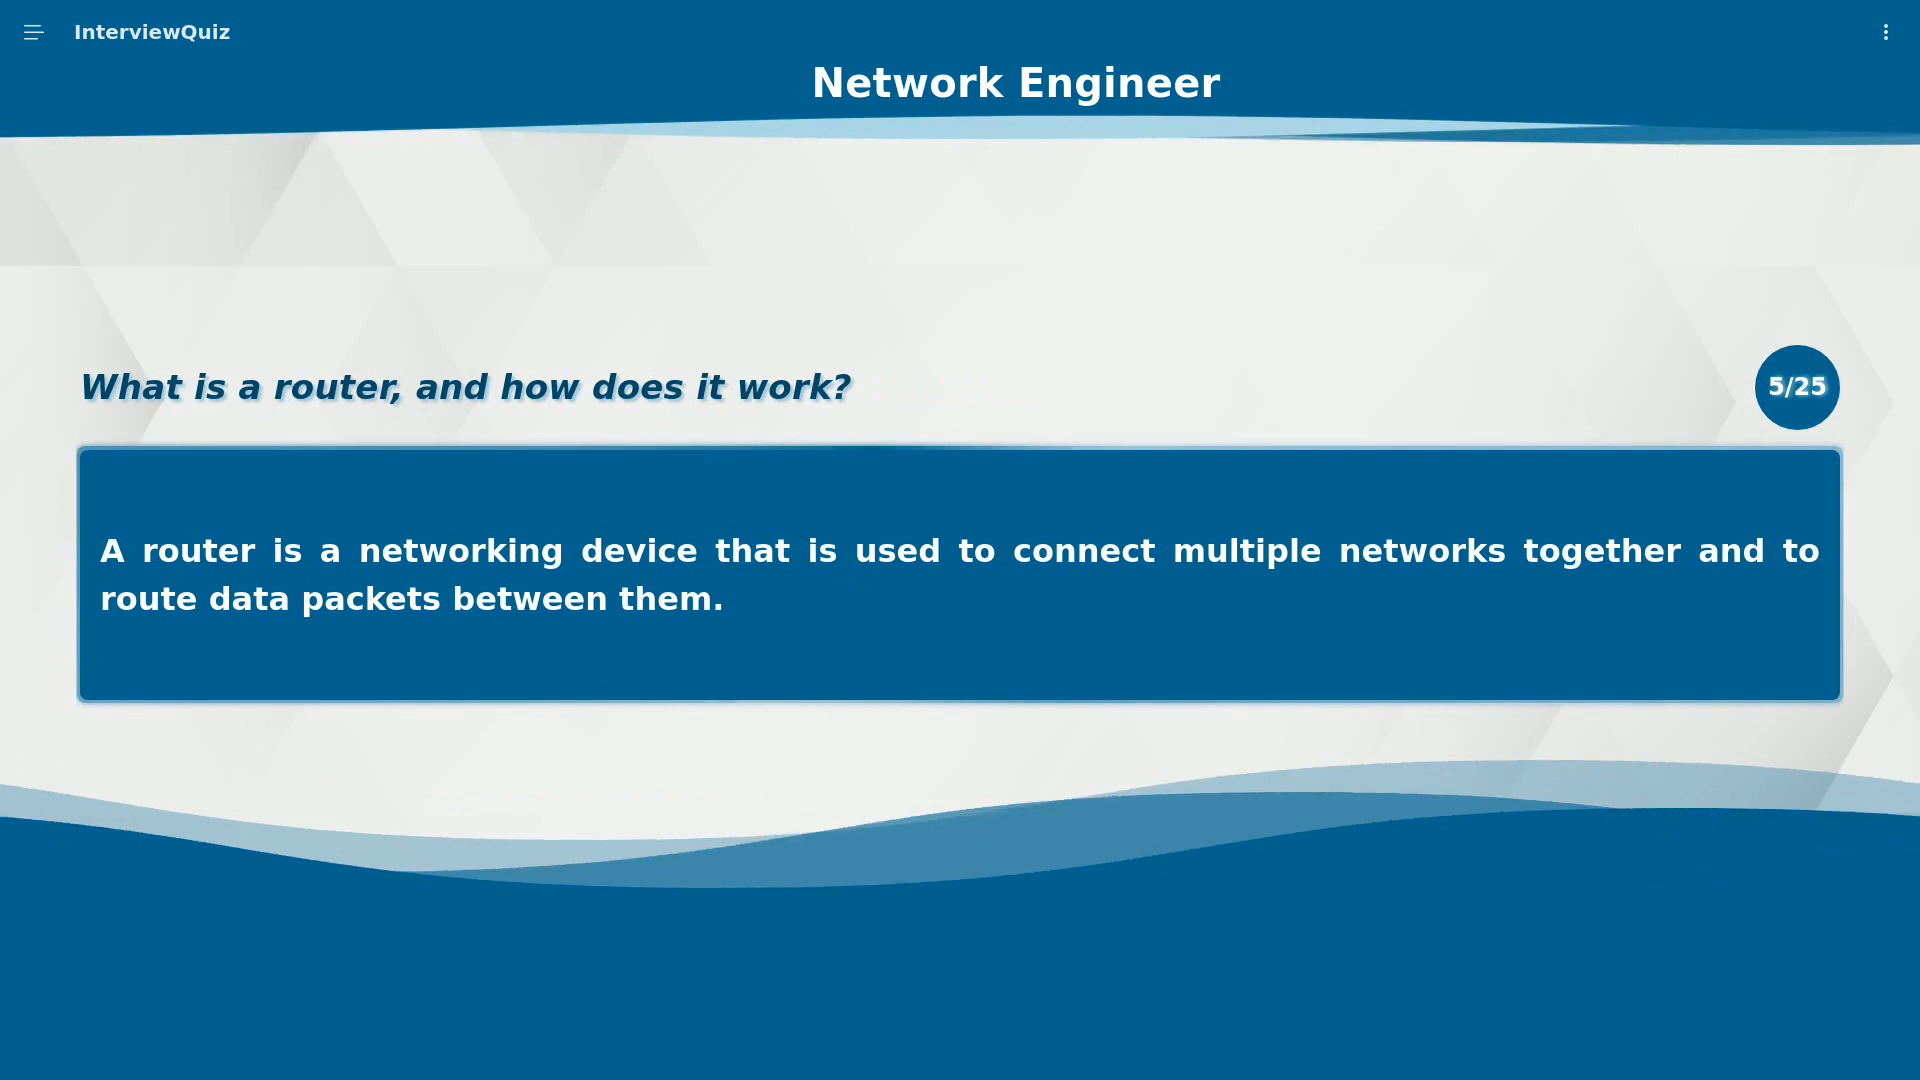 InterviewQuiz
Network Engineer
What is a router, and how does it work?
5/25
A router is a networking device that is used to connect multiple networks together and to
route data packets between them.